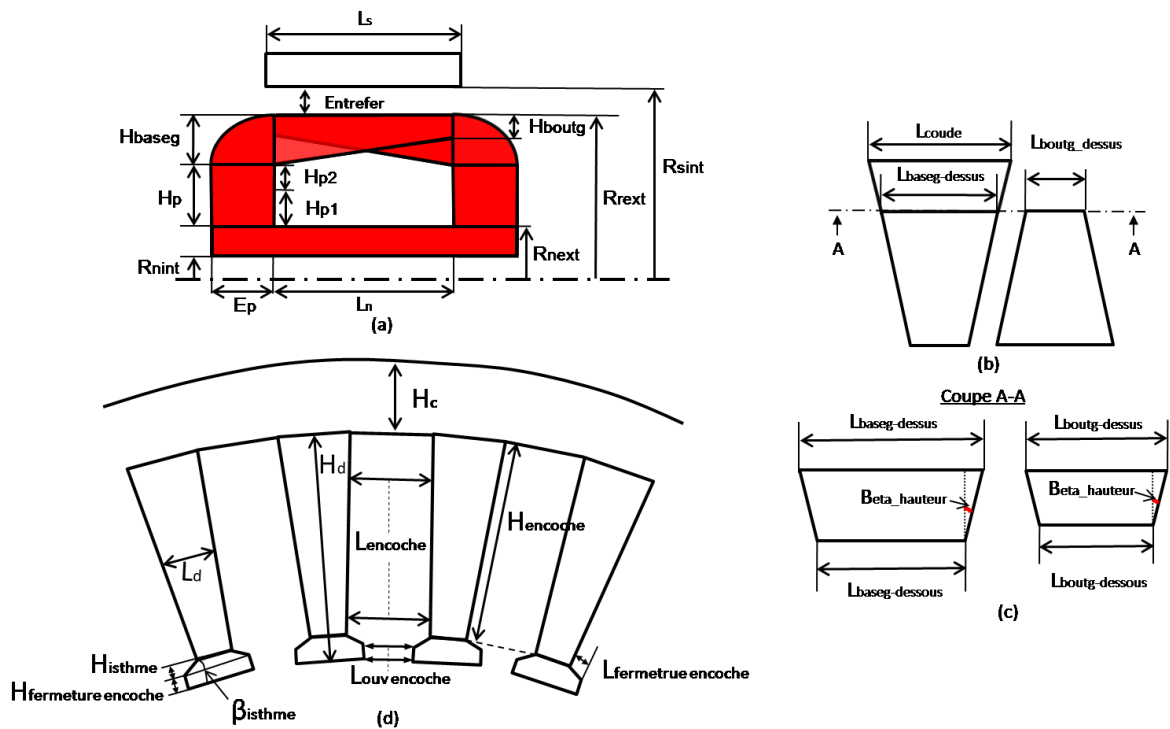 Ls
Entrefer
Hbaseg
Hboutg
Hp2
Hp
Hp1
Rsint
Rrext
Rnext
Rnint
Ep
Ln
(a)
Lcoude
Lboutg_dessus
Lbaseg-dessus
A
A
(b)
Coupe A-A
Lbaseg-dessus
Lboutg-dessus
Beta_hauteur
Beta_hauteur
Lbaseg-dessous
Lboutg-dessous
(c)
Hc
Hd
Hencoche
Lencoche
Ld
Histhme
Hfermeture encoche
βisthme
Louv encoche
Lfermetrue encoche
(d)